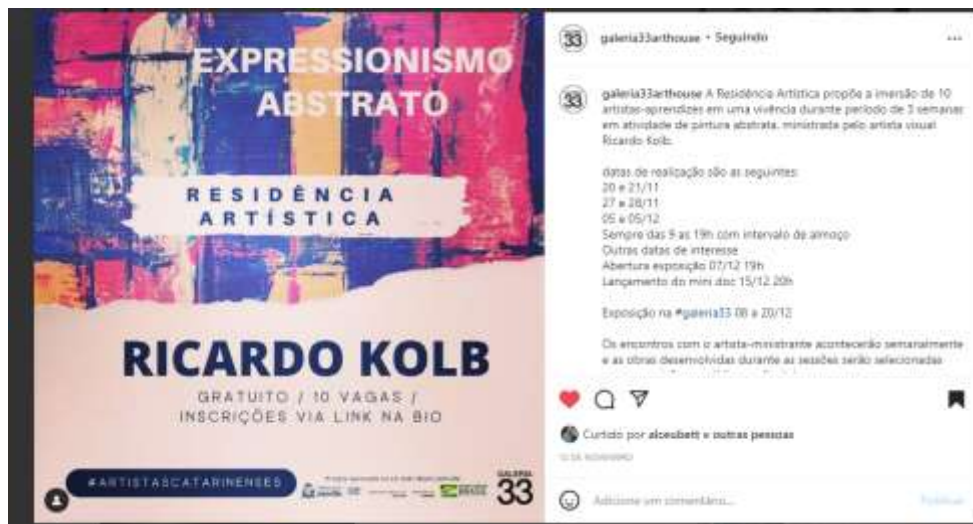 EXPRESSIONISMO
ABSTRATO
RESIDÊNCIA
ARTÍSTICA
RICARDO KOLB
GRATUITO / 10 VAGAS /
INSCRIÇÕES VIA LINK NA BIO
#ARTISTASCATARINENSES
GALERIA
33
33
galeria33arthouse • Seguindo
33
galeria33arthouse A Residência Artística propõe a imersão de 10
artistas-aprendizes em uma vivência durante período de 3 semanas
em atividade de pintura abstrata, ministrada pelo artista visual
Ricardo Kolb.
datas de realização são as seguintes:
20 e 21/11
27 e 28/11
05 e 05/12
Sempre das 9 as 19h com intervalo de almoço
Outras datas de interesse
Abertura exposição 07/12 19h
Lançamento do mini doc 15/12 20h
Exposição na #galeria33 08 a 20/12
Os encontros com o artista-ministrante acontecerão semanalmente
e as obras desenvolvidas durante as sessões serão selecionadas
Curtido por alceubett e outras pessoas
DE NOVEMBRO
Adicione um comentário...
Publicar